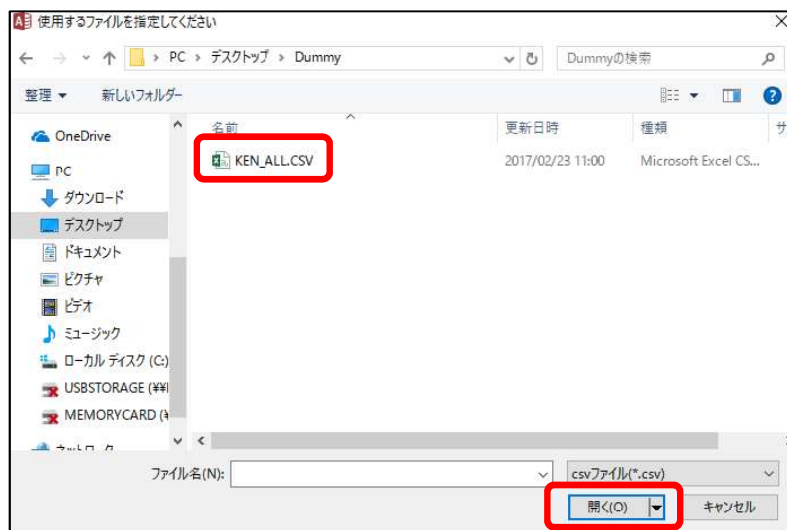 使用するファイルを指定してください
PC › デスクトップ › Dummy
Dummyの検索
整理 新しいフォルダー
名前 更新日時 種類 サ
OneDrive
KEN_ALL.CSV 2017/02/23 11:00 Microsoft Excel CS...
PC
ダウンロード
デスクトップ
ドキュメント
ピクチャ
ビデオ
ミュージック
ローカル ディスク (C:)
USBSTORAGE (¥¥
MEMORYCARD (¥
ファイル名(N):
csvファイル(*.csv)
開く(O) キャンセル